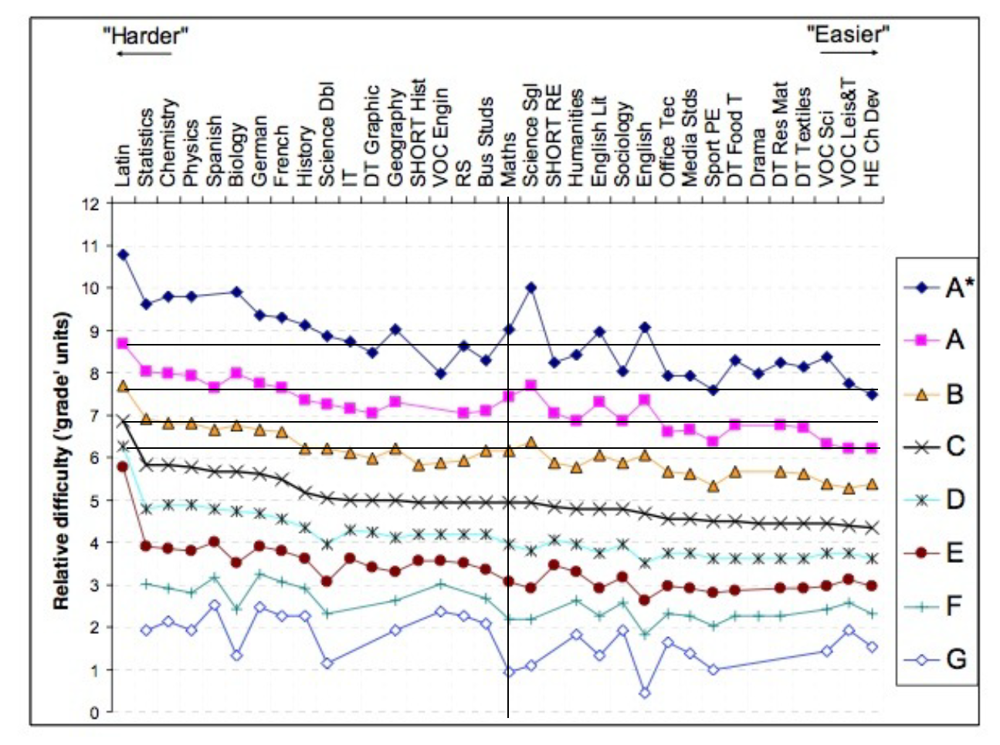 "Harder"
"Easier"
Latin
Statistics
Chemistry
Physics
Spanish
Biology
German
French
History
Science Dbl
IT
DT Graphic
Geography
SHORT Hist
VOC Engin
RS
Bus Studs
Maths
Science Sgl
SHORT RE
Humanities
English Lit
Sociology
English
Office Tec
Media Stds
Sport PE
DT Food T
Drama
DT Res Mat
DT Textiles
VOC Sci
VOC Leis&T
HE Ch Dev
12
11
10
9
8
7
6
5
4
3
2
1
0
Relative difficulty ('grade' units)
A*
A
B
C
D
E
F
G